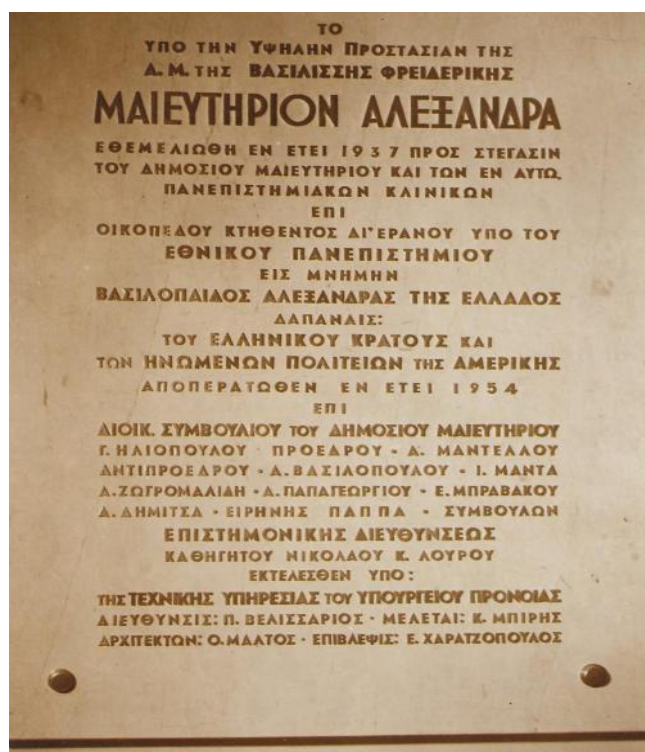 ΤΟ
ΥΠΟ ΤΗΝ ΥΨΗΛΗΝ ΠΡΟΣΤΑΣΙΑΝ ΤΗΣ
Α.Μ. ΤΗΣ ΒΑΣΙΛΙΣΣΗΣ ΦΡΕΙΔΕΡΙΚΗΣ
ΜΑΙΕΥΤΗΡΙΟΝ ΑΛΕΞΑΝΔΡΑ
ΕΘΕΜΕΛΙΩΘΗ ΕΝ ΕΤΕΙ 1937 ΠΡΟΣ ΣΤΕΓΑΣΙΝ
ΤΟΥ ΔΗΜΟΣΙΟΥ ΜΑΙΕΥΤΗΡΙΟΥ ΚΑΙ ΤΩΝ ΕΝ ΑΥΤΩ.
ΠΑΝΕΠΙΣΤΗΜΙΑΚΩΝ ΚΛΙΝΙΚΩΝ
ΕΠΙ
ΟΙΚΟΠΕΔΟΥ ΚΤΗΘΕΝΤΟΣ ΔΙ' ΕΡΑΝΟΥ ΥΠΟ ΤΟΥ
ΕΘΝΙΚΟΥ ΠΑΝΕΠΙΣΤΗΜΙΟΥ
ΕΙΣ ΜΝΗΜΗΝ
ΒΑΣΙΛΟΠΑΙΔΟΣ ΑΛΕΞΑΝΔΡΑΣ ΤΗΣ ΕΛΛΑΔΟΣ
ΔΑΠΑΝΑΙΣ:
ΤΟΥ ΕΛΛΗΝΙΚΟΥ ΚΡΑΤΟΥΣ ΚΑΙ
ΤΩΝ ΗΝΩΜΕΝΩΝ ΠΟΛΙΤΕΙΩΝ ΤΗΣ ΑΜΕΡΙΚΗΣ
ΑΠΟΠΕΡΑΤΩΘΕΝ ΕΝ ΕΤΕΙ 1954
ΕΠΙ
ΔΙΟΙΚ. ΣΥΜΒΟΥΛΙΟΥ ΤΟΥ ΔΗΜΟΣΙΟΥ ΜΑΙΕΥΤΗΡΙΟΥ
Γ. ΗΛΙΟΠΟΥΛΟΥ ΠΡΟΕΔΡΟΥ - Α. ΜΑΝΤΕΛΛΟΥ
ΑΝΤΙΠΡΟΕΔΡΟΥ - Α. ΒΑΣΙΛΟΠΟΥΛΟΥ - Ι. ΜΑΝΤΑ
Α. ΖΩΓΡΟΜΑΛΙΔΗ - Α. ΠΑΠΑΓΕΩΡΓΙΟΥ - Ε. ΜΠΡΑΒΑΚΟΥ
Α. ΔΗΜΙΤΣΑ - ΕΙΡΗΝΗΣ ΠΑΠΠΑ - ΣΥΜΒΟΥΛΩΝ
ΕΠΙΣΤΗΜΟΝΙΚΗΣ ΔΙΕΥΘΥΝΣΕΩΣ
ΚΑΘΗΓΗΤΟΥ ΝΙΚΟΛΑΟΥ Κ. ΛΟΥΡΟΥ
ΕΚΤΕΛΕΣΘΕΝ ΥΠΟ:
ΤΗΣ ΤΕΧΝΙΚΗΣ ΥΠΗΡΕΣΙΑΣ ΤΟΥ ΥΠΟΥΡΓΕΙΟΥ ΠΡΟΝΟΙΑΣ
ΔΙΕΥΘΥΝΣΙΣ: Π. ΒΕΛΙΣΣΑΡΙΟΣ - ΜΕΛΕΤΑΙ: Κ. ΜΠΙΡΗΣ
ΑΡΧΙΤΕΚΤΩΝ: Ο. ΜΑΛΤΟΣ - ΕΠΙΒΛΕΨΙΣ: Ε. ΧΑΡΑΤΖΟΠΟΥΛΟΣ